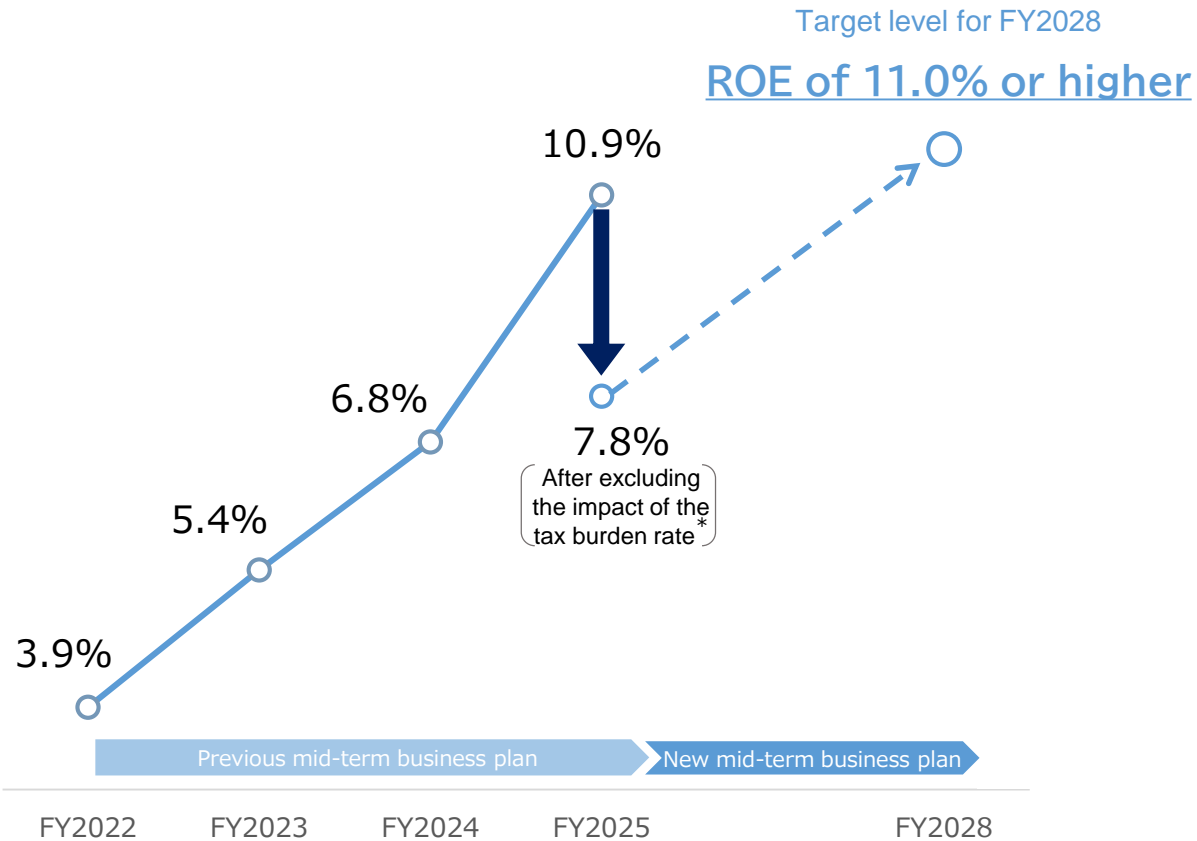 Target level for FY2028
ROE of 11.0% or higher
10.9%
6.8%
7.8%
After excluding
the impact of the
tax burden rate*
5.4%
3.9%
Previous mid-term business plan
New mid-term business plan
FY2022
FY2023
FY2024
FY2025
FY2028